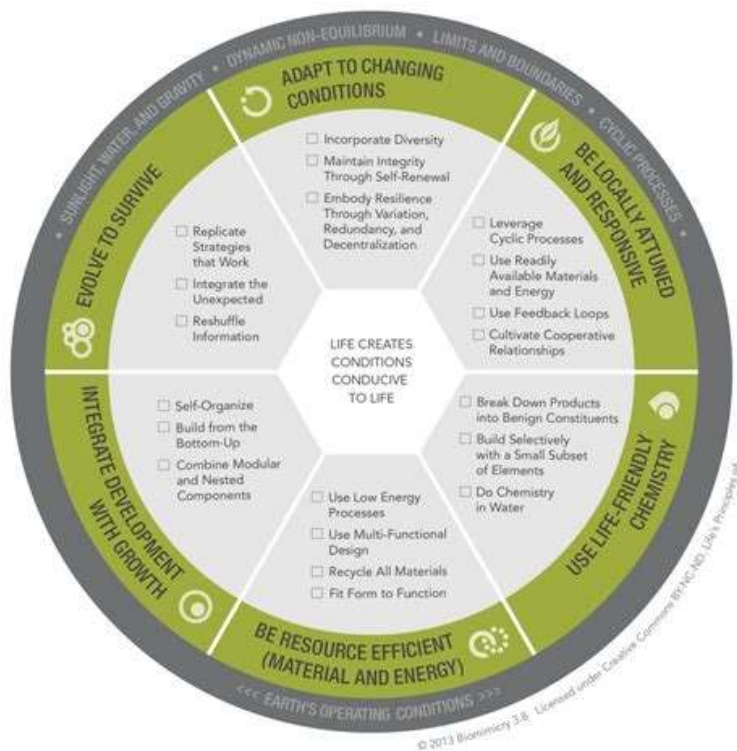 SUNLIGHT, WATER, AND GRAVITY • DYNAMIC NON-EQUILIBRIUM • LIMITS AND BOUNDARIES • CYCLIC PROCESSES •
ADAPT TO CHANGING
CONDITIONS
☐ Incorporate Diversity
☐ Maintain Integrity
Through Self-Renewal
☐ Embody Resilience
Through Variation,
Redundancy, and
Decentralization
BE LOCALLY ATTUNED
AND RESPONSIVE
☐ Leverage
Cyclic Processes
☐ Use Readily
Available Materials
and Energy
☐ Use Feedback Loops
☐ Cultivate Cooperative
Relationships
USE LIFE-FRIENDLY
CHEMISTRY
☐ Break Down Products
into Benign Constituents
☐ Build Selectively
with a Small Subset
of Elements
☐ Do Chemistry
in Water
BE RESOURCE EFFICIENT
(MATERIAL AND ENERGY)
☐ Use Low Energy
Processes
☐ Use Multi-Functional
Design
☐ Recycle All Materials
☐ Fit Form to Function
INTEGRATE DEVELOPMENT
WITH GROWTH
☐ Self-Organize
☐ Build from the
Bottom-Up
☐ Combine Modular
and Nested
Components
EVOLVE TO SURVIVE
☐ Replicate
Strategies
that Work
☐ Integrate the
Unexpected
☐ Reshuffle
Information
LIFE CREATES
CONDITIONS
CONDUCIVE
TO LIFE
<<< EARTH'S OPERATING CONDITIONS >>>
© 2013 Biomimicry 3.8 Licensed under Creative Commons BY-NC-ND. Life's Principles